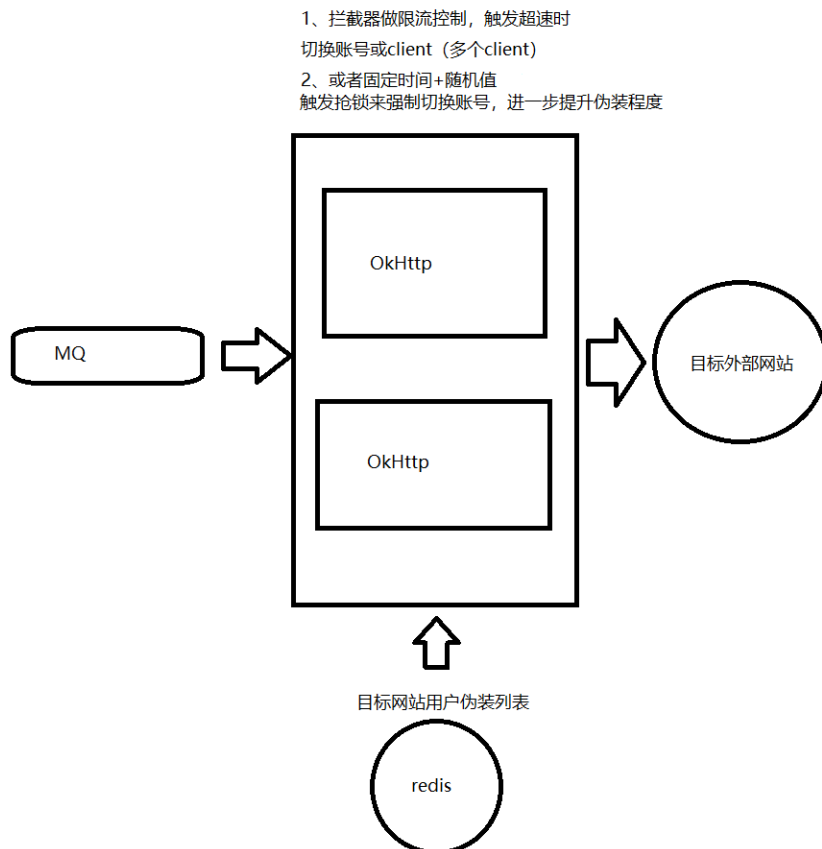 1、拦截器做限流控制，触发超速时
切换账号或client（多个client）
2、或者固定时间+随机值
触发抢锁来强制切换账号，进一步提升伪装程度
OkHttp
MQ
目标外部网站
OkHttp
目标网站用户伪装列表
redis